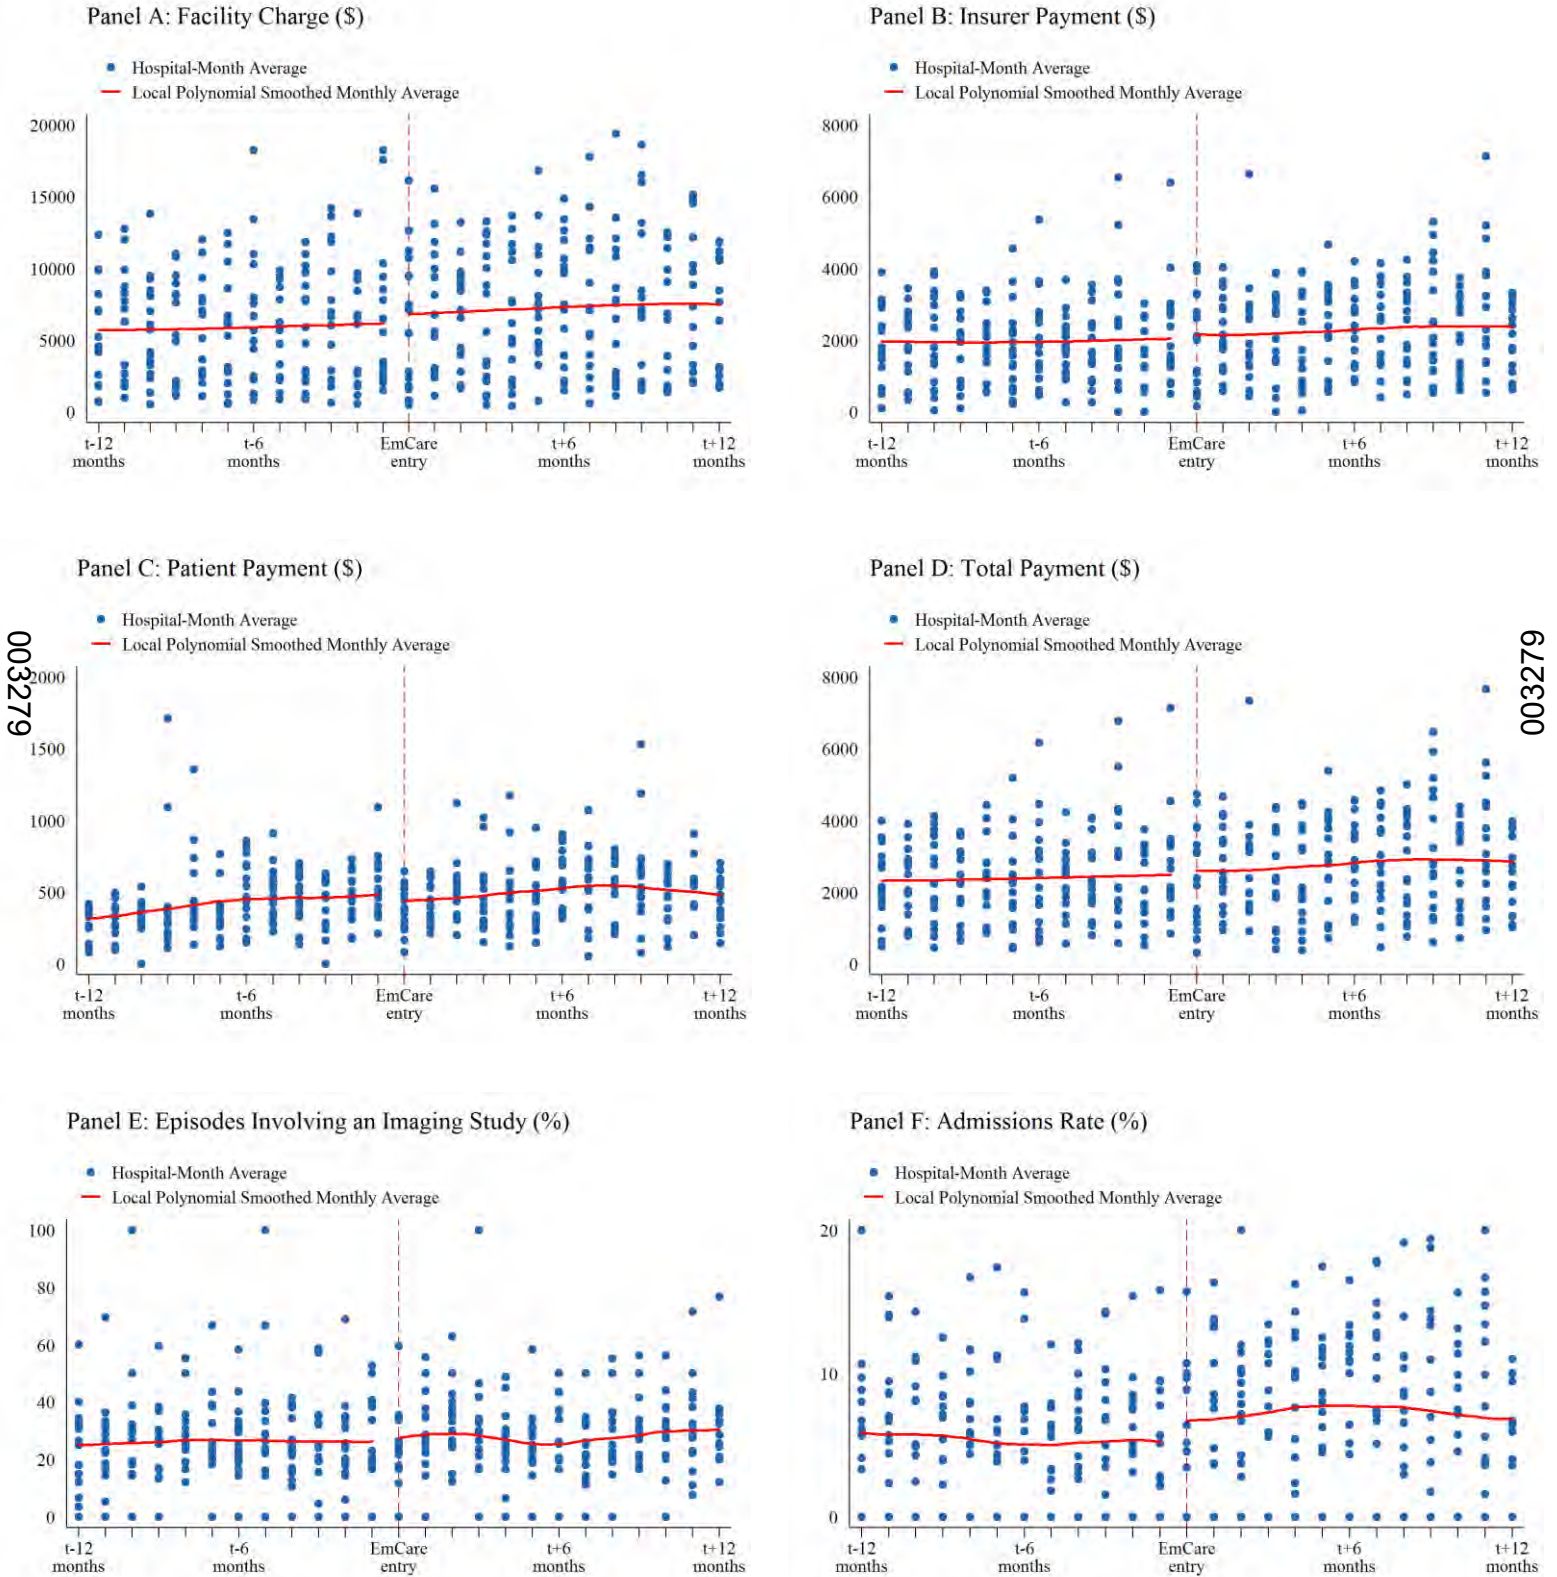 Panel A: Facility Charge ($)
Hospital-Month Average
Local Polynomial Smoothed Monthly Average
20000
15000
10000
5000
0
t-12 months
t-6 months
EmCare entry
t+6 months
t+12 months
Panel B: Insurer Payment ($)
Hospital-Month Average
Local Polynomial Smoothed Monthly Average
8000
6000
4000
2000
0
t-12 months
t-6 months
EmCare entry
t+6 months
t+12 months
Panel C: Patient Payment ($)
Hospital-Month Average
Local Polynomial Smoothed Monthly Average
003279
2000
1500
1000
500
0
t-12 months
t-6 months
EmCare entry
t+6 months
t+12 months
Panel D: Total Payment ($)
Hospital-Month Average
Local Polynomial Smoothed Monthly Average
003279
8000
6000
4000
2000
0
t-12 months
t-6 months
EmCare entry
t+6 months
t+12 months
Panel E: Episodes Involving an Imaging Study (%)
Hospital-Month Average
Local Polynomial Smoothed Monthly Average
100
80
60
40
20
0
t-12 months
t-6 months
EmCare entry
t+6 months
t+12 months
Panel F: Admissions Rate (%)
Hospital-Month Average
Local Polynomial Smoothed Monthly Average
20
10
0
t-12 months
t-6 months
EmCare entry
t+6 months
t+12 months